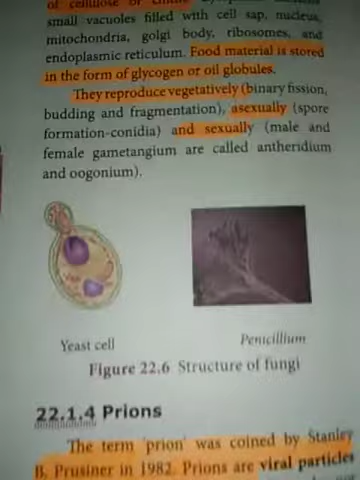 of cellulose or chitin
small vacuoles filled with cell sap, nucleus,
mitochondria, golgi body, ribosomes, and
endoplasmic reticulum. Food material is stored
in the form of glycogen or oil globules.
They reproduce vegetatively (binary fission,
budding and fragmentation), asexually (spore
formation-conidia) and sexually (male and
female gametangium are called antheridium
and oogonium).
Yeast cell
Penicillium
Figure 22.6 Structure of fungi
22.1.4 Prions
The term 'prion' was coined by Stanley
B. Prusiner in 1982. Prions are viral particles